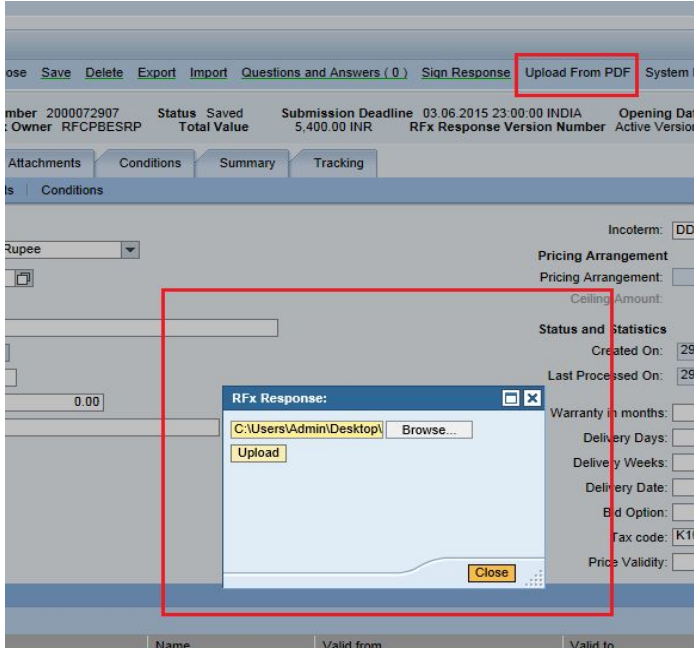 ose Save Delete Export Import Questions and Answers ( 0 ) Sign Response Upload From PDF System
mber 2000072907 Status Saved Submission Deadline 03.06.2015 23:00:00 INDIA Opening Dat
Owner RFCPBESRP Total Value 5,400.00 INR RFx Response Version Number Active Versio
Attachments Conditions Summary Tracking
ts Conditions
Incoterm: DD
Rupee
Pricing Arrangement
Pricing Arrangement:
Ceiling Amount:
Status and Statistics
Created On: 29
Last Processed On: 29
RFx Response:
0.00
Warranty in months:
C:\Users\Admin\Desktop\ Browse...
Delivery Days:
Upload
Delivery Weeks:
Delivery Date:
Bid Option:
Tax code: K1
Price Validity:
Close
Name Valid from Valid to